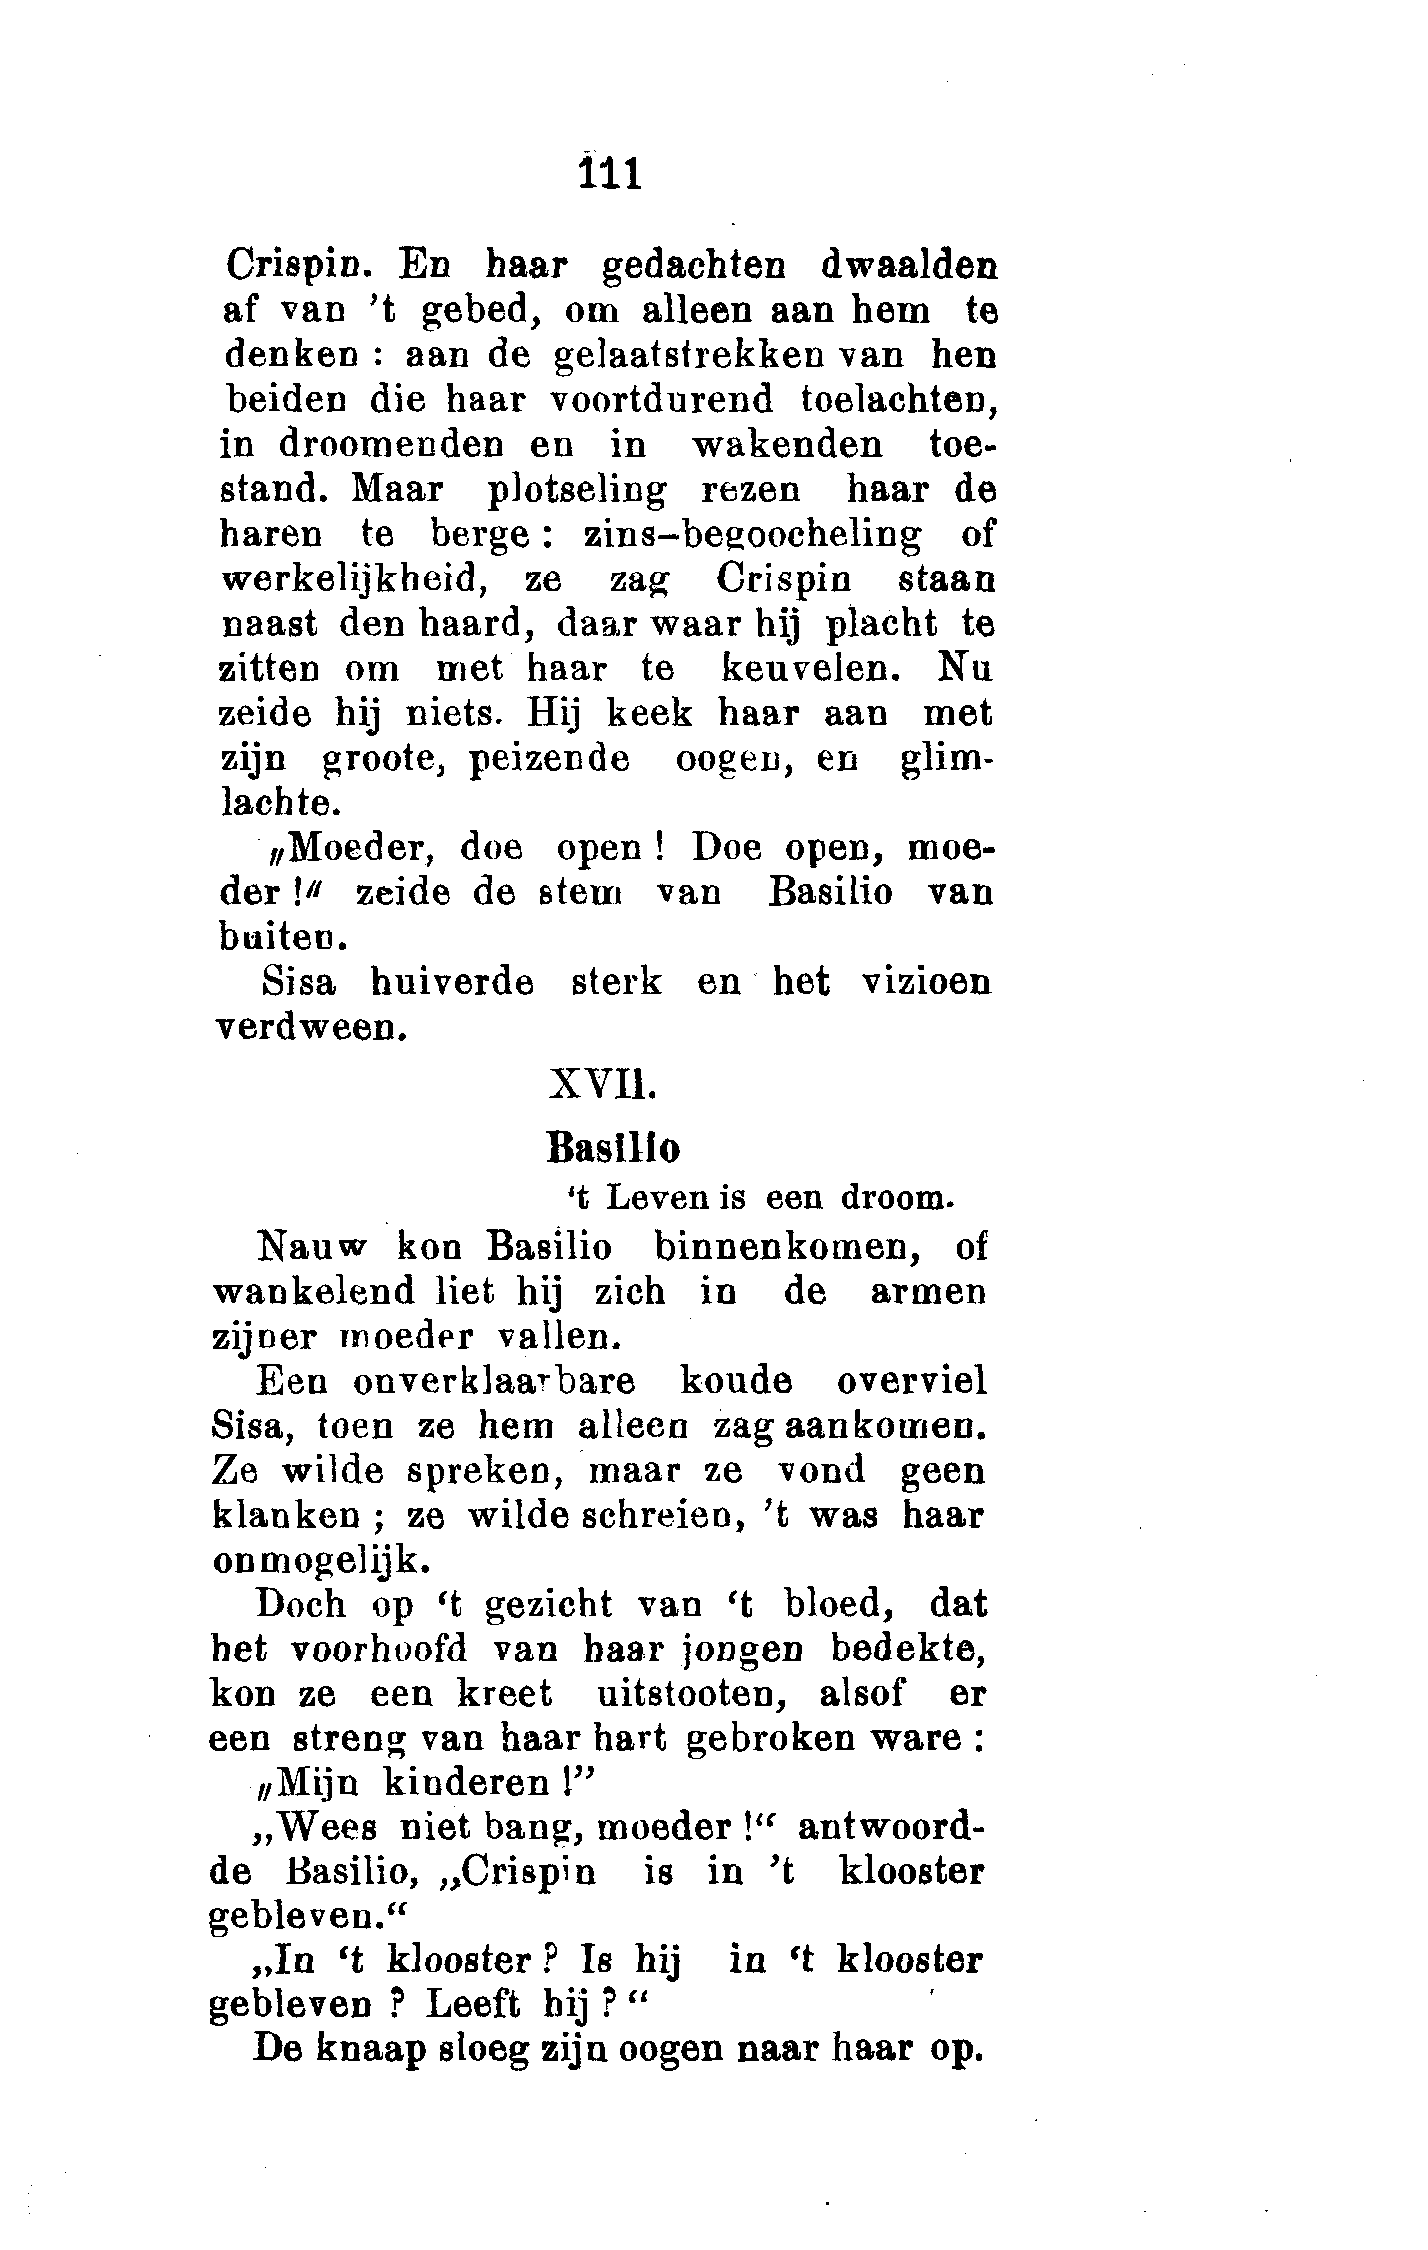 111
Crispin. En haar gedachten dwaalden
af van 't gebed, om alleen aan hem te
denken : aan de gelaatstrekken van hen
beiden die haar voortdurend toelachten,
in droomenden en in wakenden toe-
stand. Maar plotseling rezen haar de
haren te berge : zins-begoocheling of
werkelijkheid, ze zag Crispin staan
naast den haard, daar waar hij placht te
zitten om met haar te keuvelen. Nu
zeide hij niets. Hij keek haar aan met
zijn groote, peizende oogen, en glim-
lachte.
„Moeder, doe open ! Doe open, moe-
der !" zeide de stem van Basilio van
buiten.
Sisa huiverde sterk en het vizioen
verdween.
XVII.
Basilio
‘t Leven is een droom.
Nauw kon Basilio binnenkomen, of
wankelend liet hij zich in de armen
zijner moeder vallen.
Een onverklaarbare koude overviel
Sisa, toen ze hem alleen zag aankomen.
Ze wilde spreken, maar ze vond geen
klanken ; ze wilde schreien, 't was haar
onmogelijk.
Doch op ‘t gezicht van ‘t bloed, dat
het voorhoofd van haar jongen bedekte,
kon ze een kreet uitstooten, alsof er
een streng van haar hart gebroken ware :
„Mijn kinderen !”
„Wees niet bang, moeder !“ antwoord-
de Basilio, „Crispin is in 't klooster
gebleven.“
„In ‘t klooster ? Is hij in ‘t klooster
gebleven ? Leeft hij ? “
De knaap sloeg zijn oogen naar haar op.